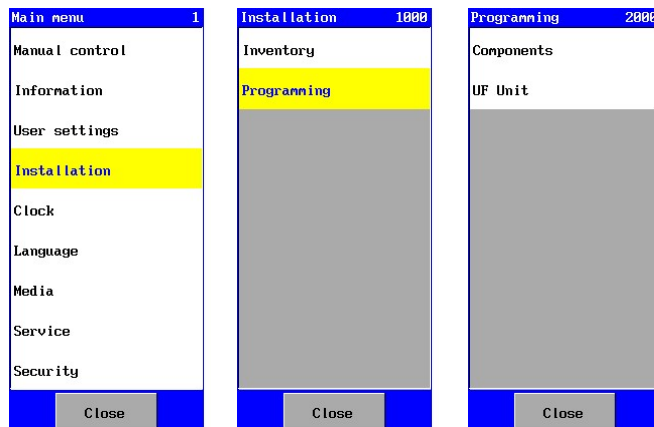 Main menu 1
Manual control
Information
User settings
Installation
Clock
Language
Media
Service
Security
Close
Installation 1000
Inventory
Programming
Close
Programming 2000
Components
UF Unit
Close